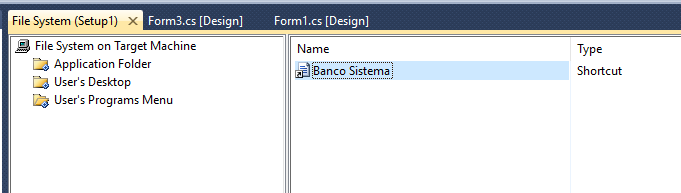 File System (Setup1) Form3.cs [Design] Form1.cs [Design]
File System on Target Machine
Application Folder
User's Desktop
User's Programs Menu
Name Type
Banco Sistema Shortcut